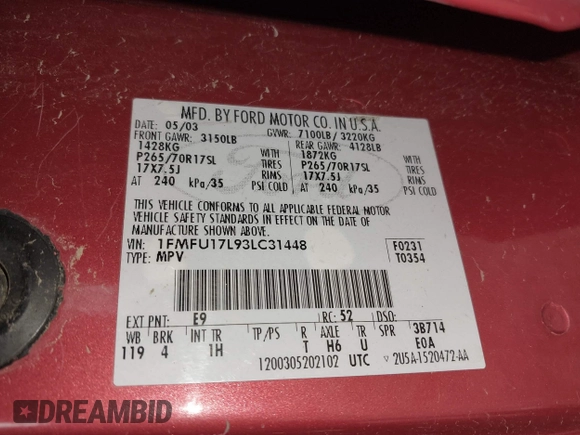 MFD. BY FORD MOTOR CO. IN U.S.A.
DATE: 05/03 GVWR: 7100LB/ 3220KG
FRONT GAWR: 3150LB REAR GAWR: 4128LB
1428KG WITH 1872KG WITH
P265/70R17SL TIRES P265/70R17SL TIRES
17X7.5J RIMS 17X7.5J RIMS
AT 240 kPa/35 PSI COLD AT 240 kPa/35 PSI COLD
THIS VEHICLE CONFORMS TO ALL APPLICABLE FEDERAL MOTOR
VEHICLE SAFETY STANDARDS IN EFFECT ON THE DATE OF
MANUFACTURE SHOWN ABOVE.
VIN: 1FMFU17L93LC31448 F0231
TYPE: MPV T0354
EXT PNT: E9 RC: 52 DSO:
WB BRK INT TR TP/PS R AXLE TR SPR 3B714
119 4 1H T H6 U E0A
1200305202102 UTC ▽ 2U5A-1520472-AA
DREAMBID